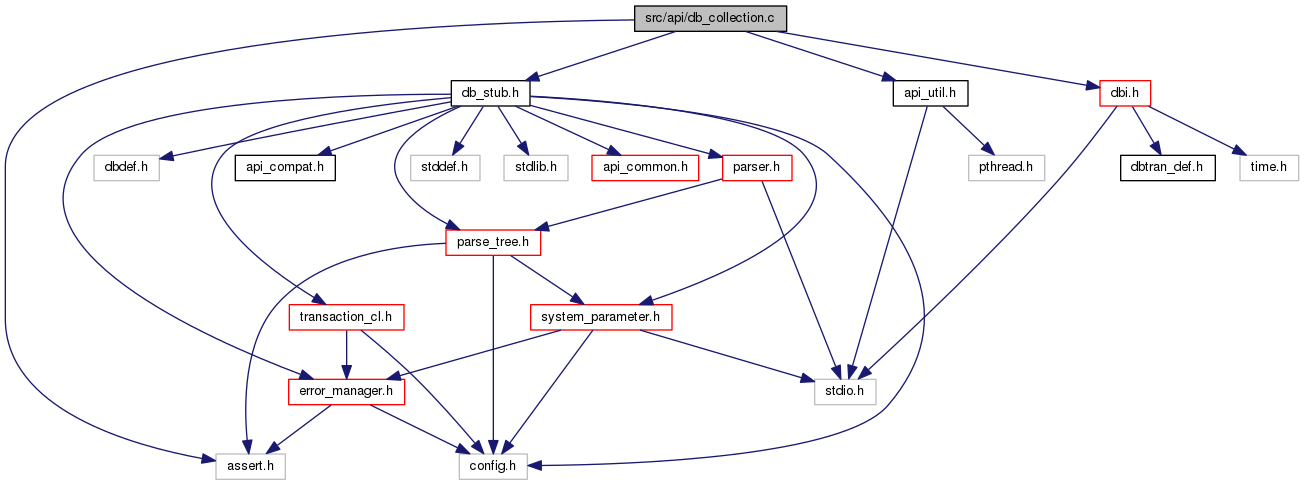 src/api/db_collection.c
db_stub.h
api_util.h
dbi.h
dbdef.h
api_compat.h
stddef.h
stdlib.h
api_common.h
parser.h
pthread.h
dbtran_def.h
time.h
parse_tree.h
transaction_cl.h
system_parameter.h
error_manager.h
stdio.h
assert.h
config.h